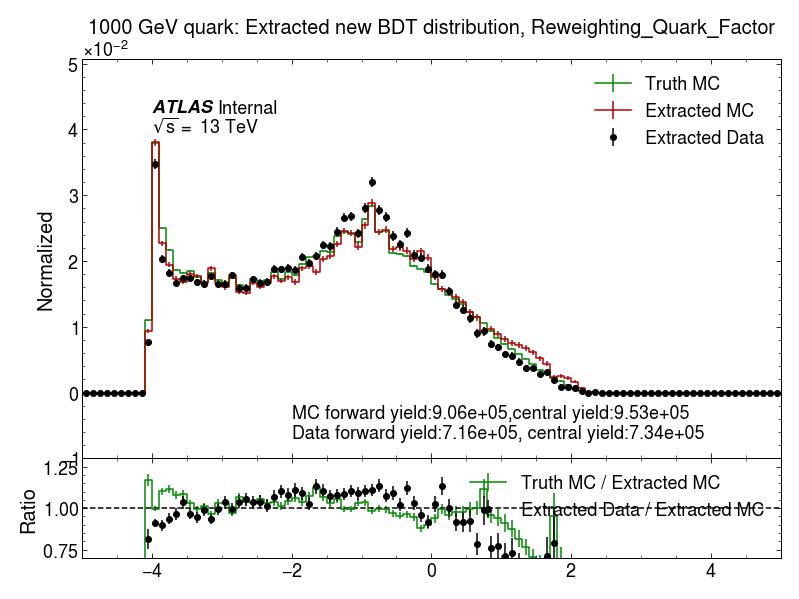 1000 GeV quark: Extracted new BDT distribution, Reweighting_Quark_Factor
×10⁻²
5
4
3
2
1
0
Normalized
ATLAS Internal
√s = 13 TeV
Truth MC
Extracted MC
Extracted Data
MC forward yield:9.06e+05,central yield:9.53e+05
Data forward yield:7.16e+05, central yield:7.34e+05
1.25
1.00
0.75
Ratio
Truth MC / Extracted MC
Extracted Data / Extracted MC
−4 −2 0 2 4